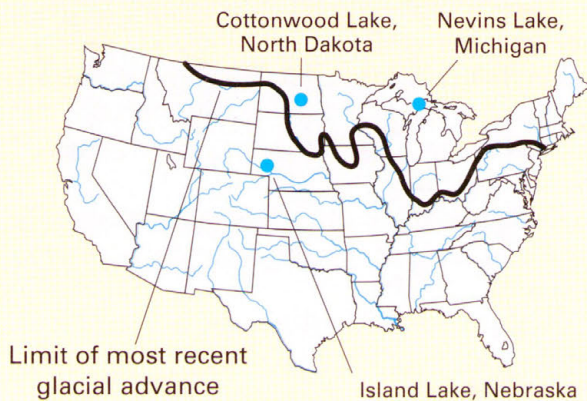 Cottonwood Lake,
North Dakota
Nevins Lake,
Michigan
Limit of most recent
glacial advance
Island Lake, Nebraska